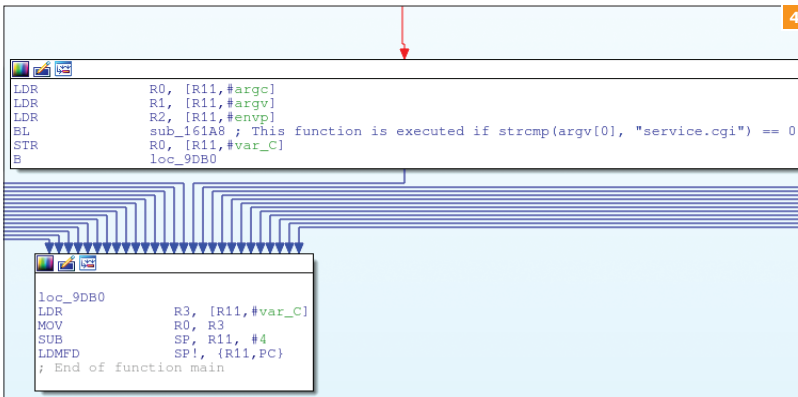 4
LDR R0, [R11,#argc]
LDR R1, [R11,#argv]
LDR R2, [R11,#envp]
BL sub_161A8 ; This function is executed if strcmp(argv[0], "service.cgi") == 0
STR R0, [R11,#var_C]
B loc_9DB0
loc_9DB0
LDR R3, [R11,#var_C]
MOV R0, R3
SUB SP, R11, #4
LDMFD SP!, {R11,PC}
; End of function main